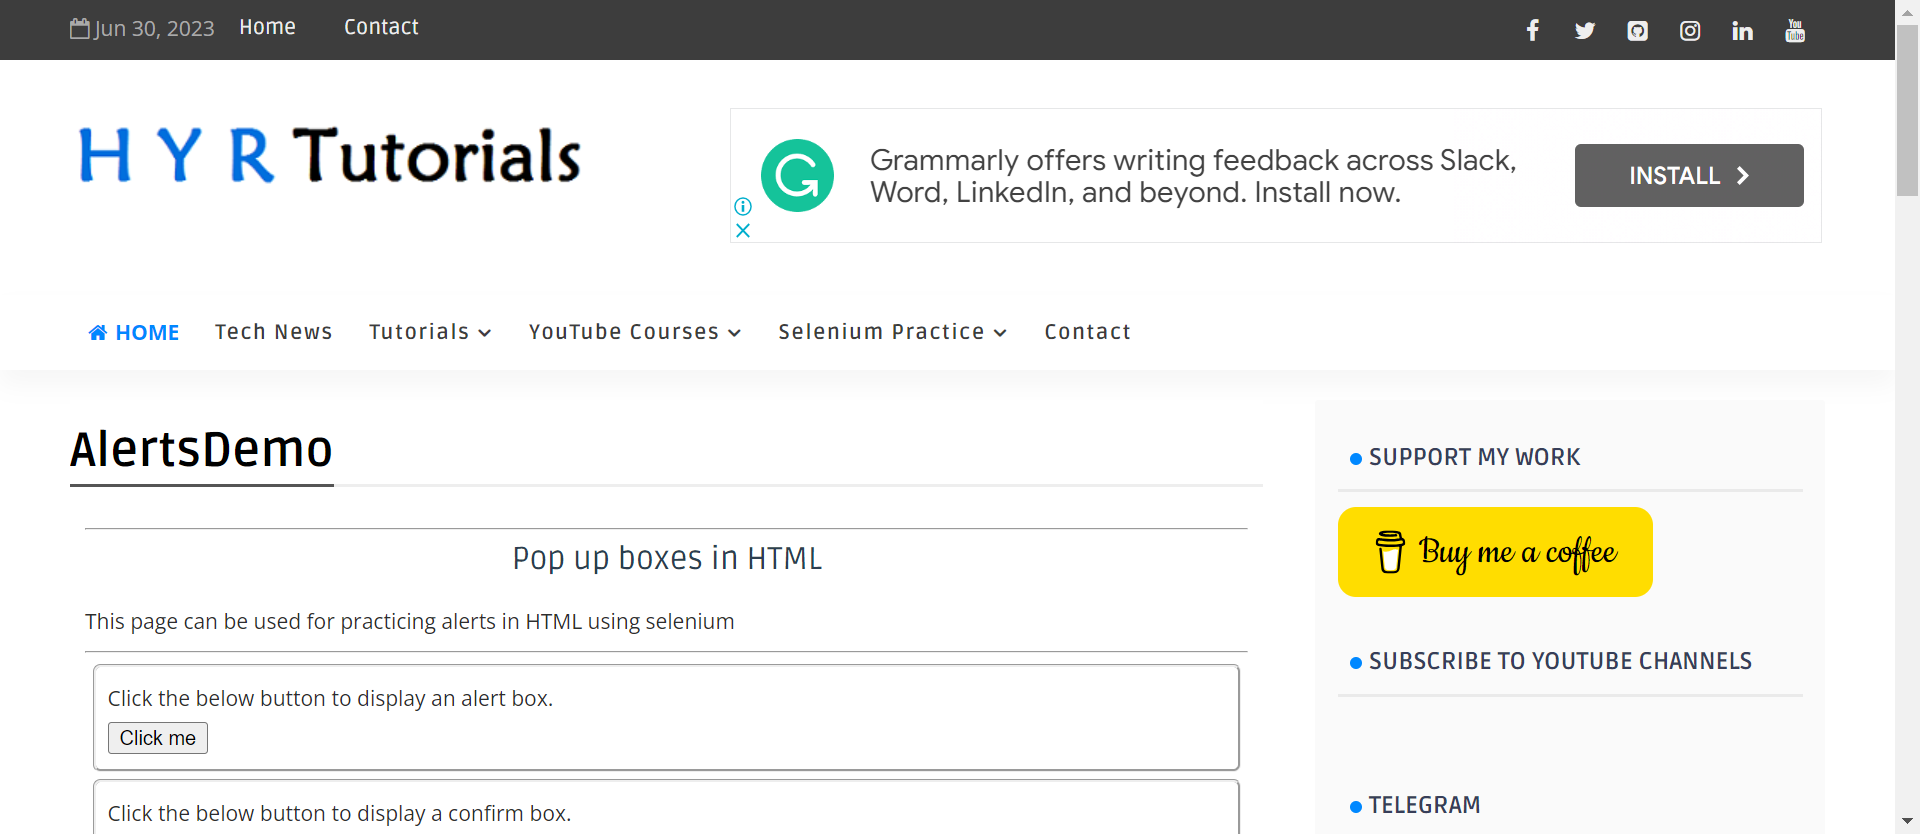 Jun 30, 2023 Home Contact
You
Tube
HYR Tutorials
Grammarly offers writing feedback across Slack,
Word, LinkedIn, and beyond. Install now.
INSTALL
HOME Tech News Tutorials YouTube Courses Selenium Practice Contact
AlertsDemo
Pop up boxes in HTML
This page can be used for practicing alerts in HTML using selenium
Click the below button to display an alert box.
Click me
Click the below button to display a confirm box.
SUPPORT MY WORK
Buy me a coffee
SUBSCRIBE TO YOUTUBE CHANNELS
TELEGRAM